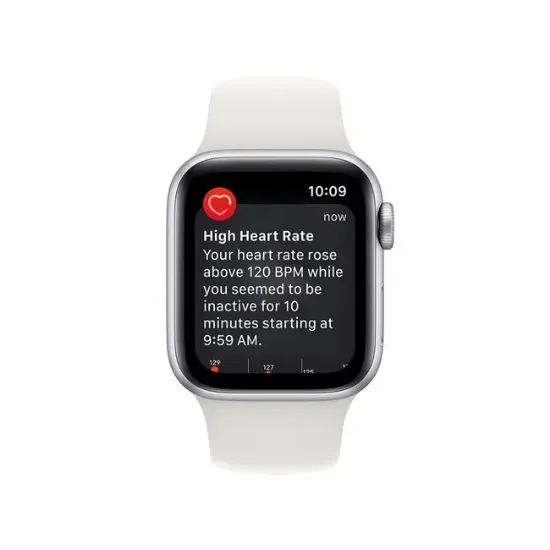 10:09
now
High Heart Rate
Your heart rate rose
above 120 BPM while
you seemed to be
inactive for 10
minutes starting at
9:59 AM.
129
127
125